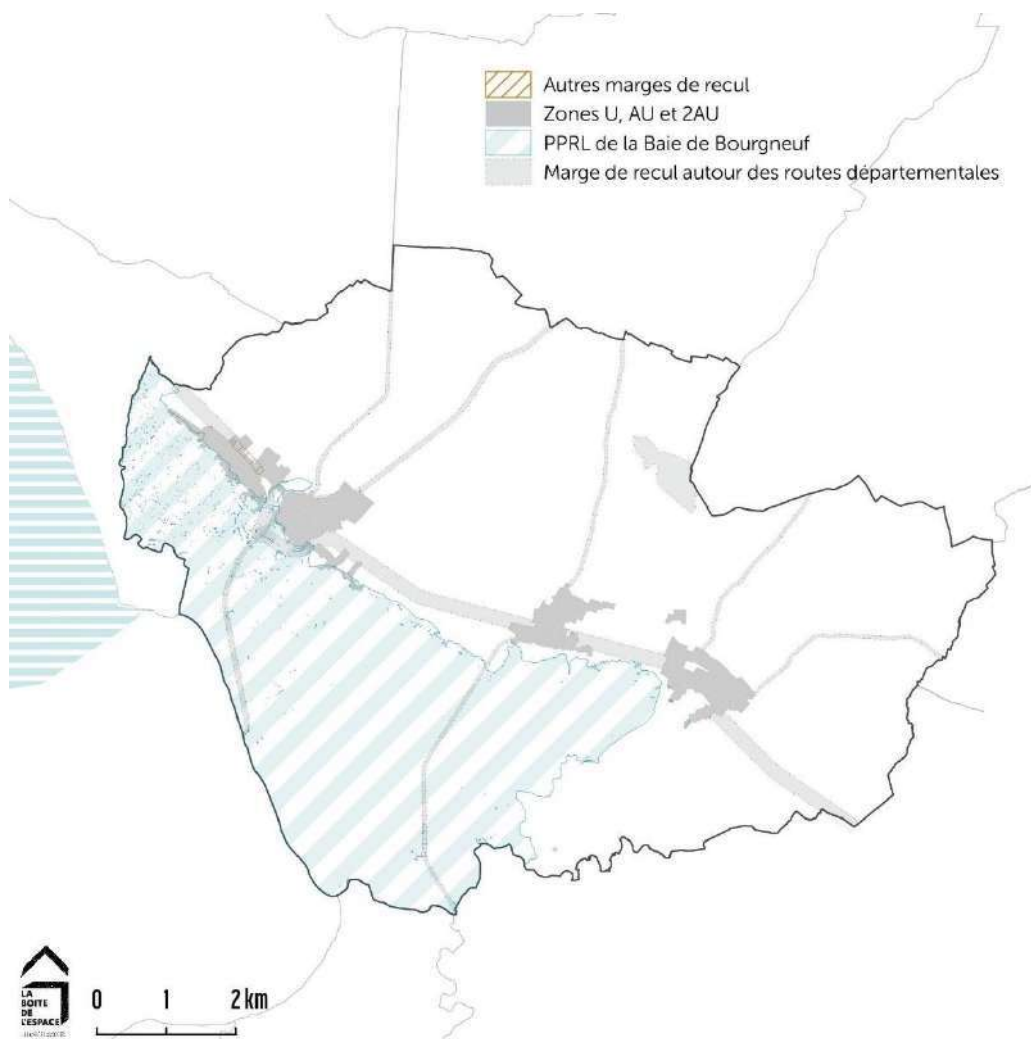 Autres marges de recul
Zones U, AU et 2AU
PPRL de la Baie de Bourgneuf
Marge de recul autour des routes départementales
LA
BOITE
DE
L'ESPACE
0 1 2 km